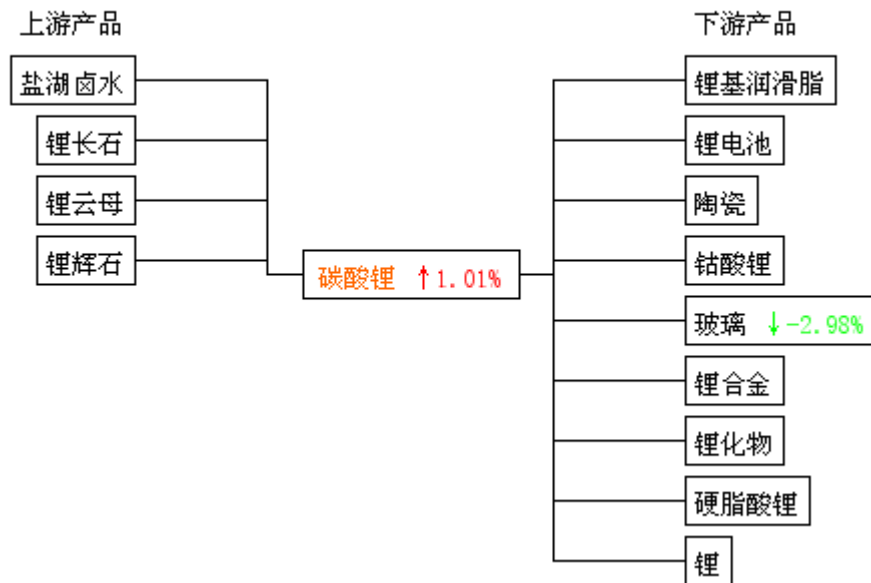 上游产品
盐湖卤水
锂长石
锂云母
锂辉石
碳酸锂 ↑1.01%
下游产品
锂基润滑脂
锂电池
陶瓷
钴酸锂
玻璃 ↓-2.98%
锂合金
锂化物
硬脂酸锂
锂